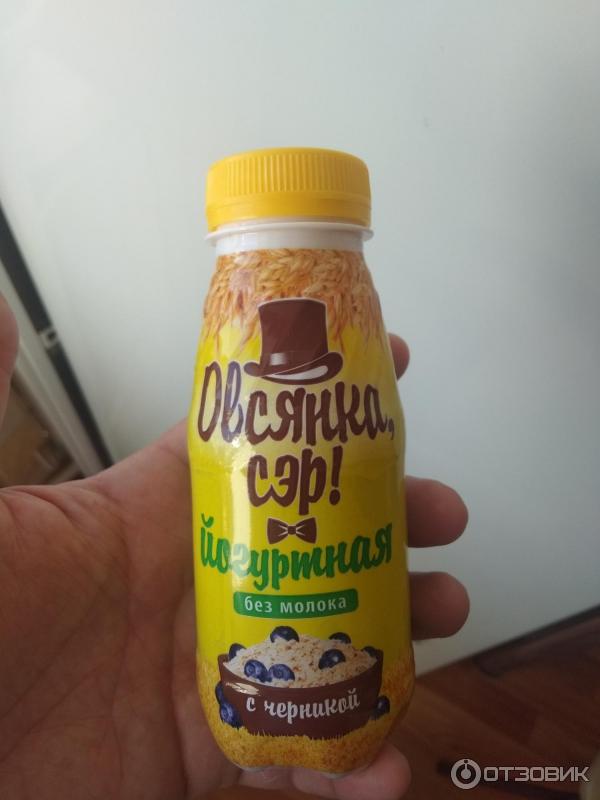 Овсянка,
сэр!
йогуртная
без молока
с черникой
ОТЗОВИК